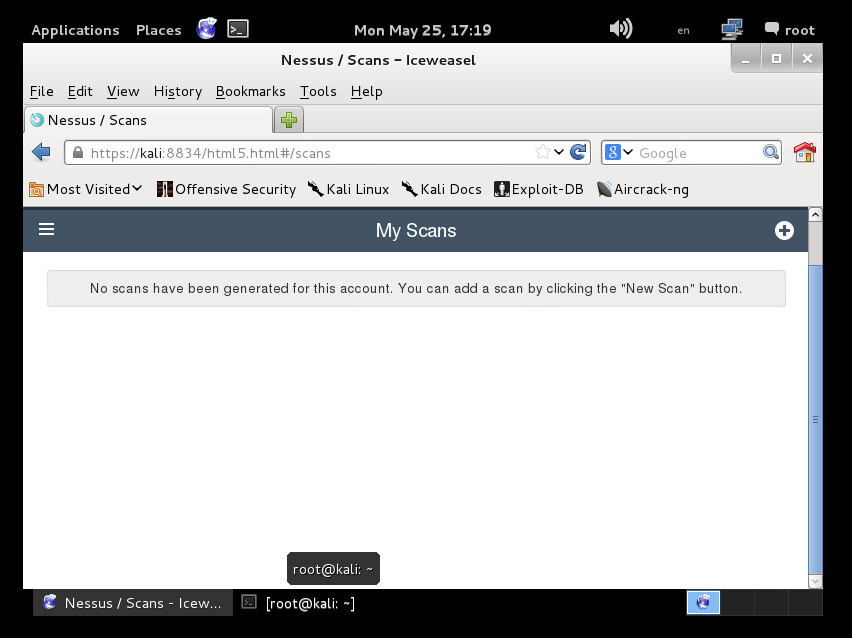 Applications Places Mon May 25, 17:19 en root
Nessus / Scans - Iceweasel
File Edit View History Bookmarks Tools Help
Nessus / Scans
https://kali:8834/html5.html#/scans 8 Google
Most Visited Offensive Security Kali Linux Kali Docs Exploit-DB Aircrack-ng
My Scans
No scans have been generated for this account. You can add a scan by clicking the "New Scan" button.
root@kali: ~
Nessus / Scans - Icew... [root@kali: ~]